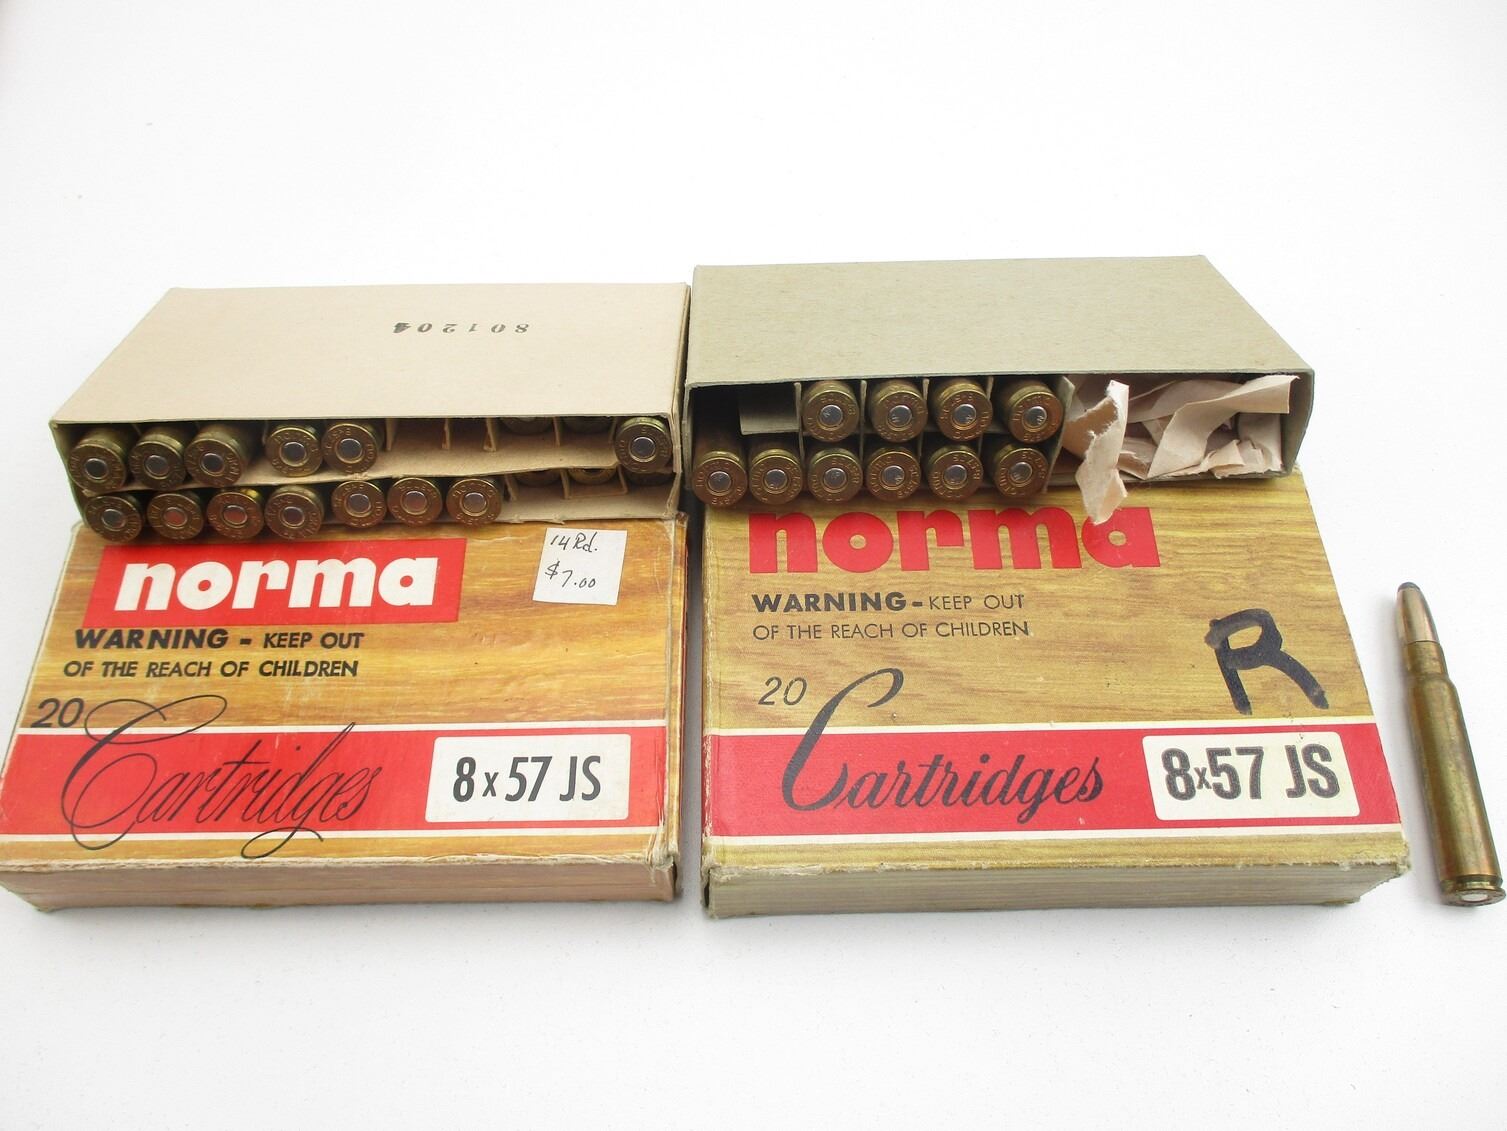 801204
norma
WARNING - KEEP OUT
OF THE REACH OF CHILDREN
20
Cartridges
8x57 JS
14 Rd.
$7.00
norma
WARNING - KEEP OUT
OF THE REACH OF CHILDREN
20
Cartridges
8x57 JS
R